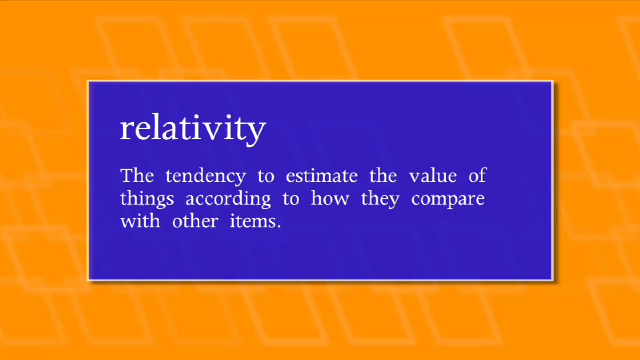 relativity
The tendency to estimate the value of
things according to how they compare
with other items.